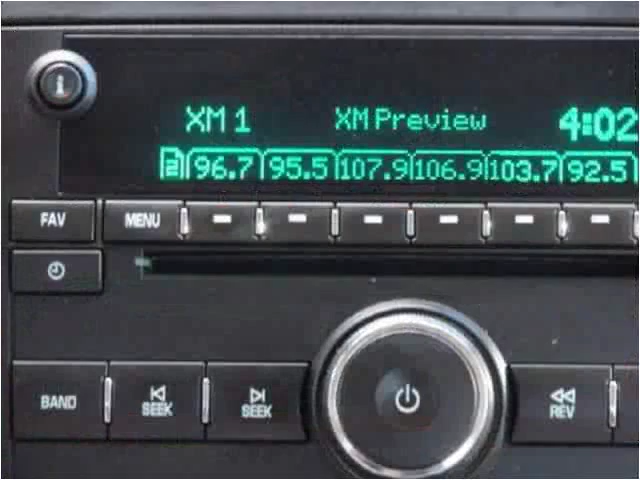 XM 1 XM Preview 4:02
2 96.7 95.5 107.9 106.9 103.7 92.5
FAV MENU
BAND SEEK SEEK REV